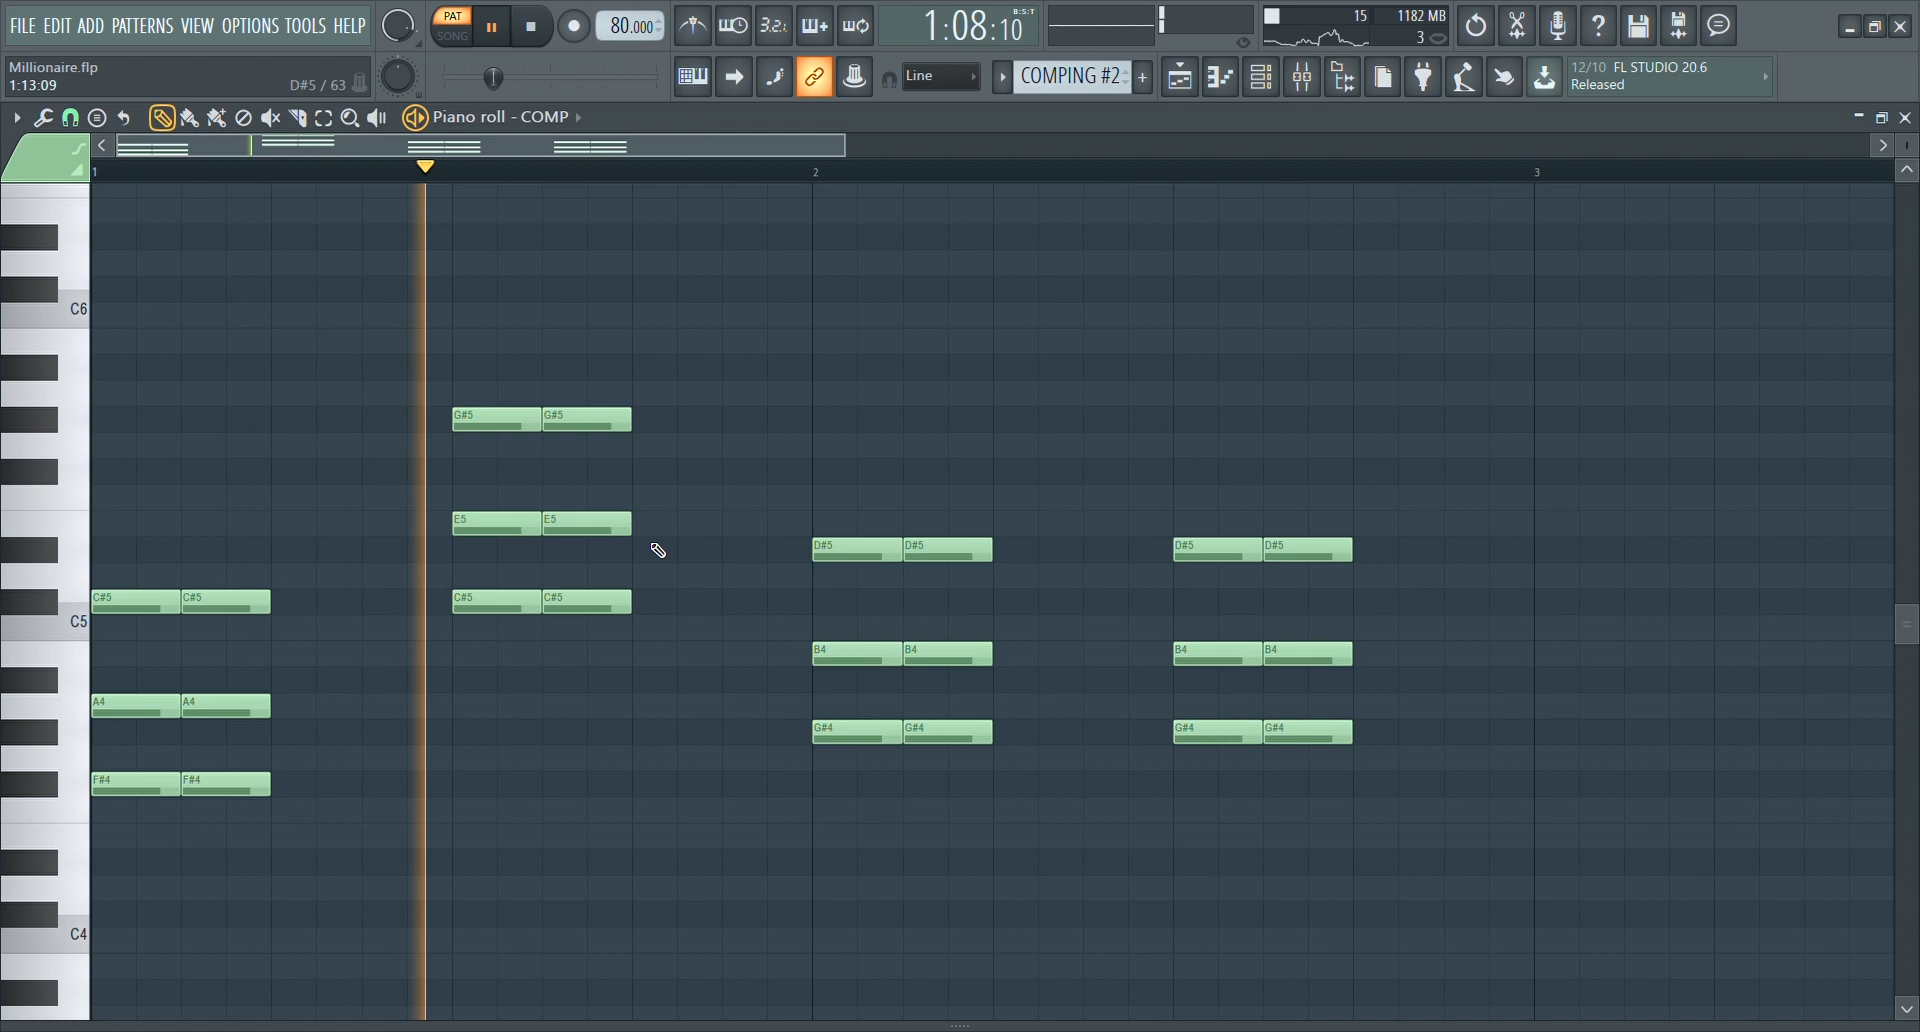 FILE EDIT ADD PATTERNS VIEW OPTIONS TOOLS HELP
PAT
SONG
80.000
3.2.
1:08:10
B:S:T
15
1182 MB
3
Millionaire.flp
1:13:09
D#5 / 63
Line
COMPING #2
+
12/10 FL STUDIO 20.6
Released
Piano roll - COMP
1
2
3
C6
G#5 G#5
E5 E5
D#5 D#5 D#5 D#5
C#5 C#5 C#5 C#5
C5
B4 B4 B4 B4
A4 A4
G#4 G#4 G#4 G#4
F#4 F#4
C4